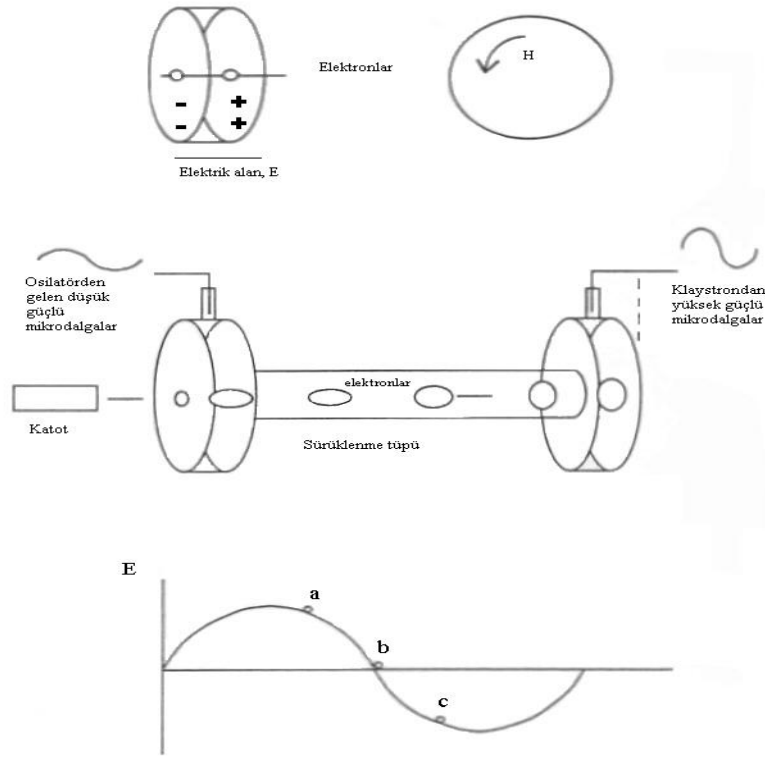 Elektronlar
H
- +
- +
Elektrik alan, E
Osilatörden
gelen düşük
güçlü
mikrodalgalar
Klaystrondan
yüksek güçlü
mikrodalgalar
elektronlar
Katot
Sürüklenme tüpü
E
a
b
c